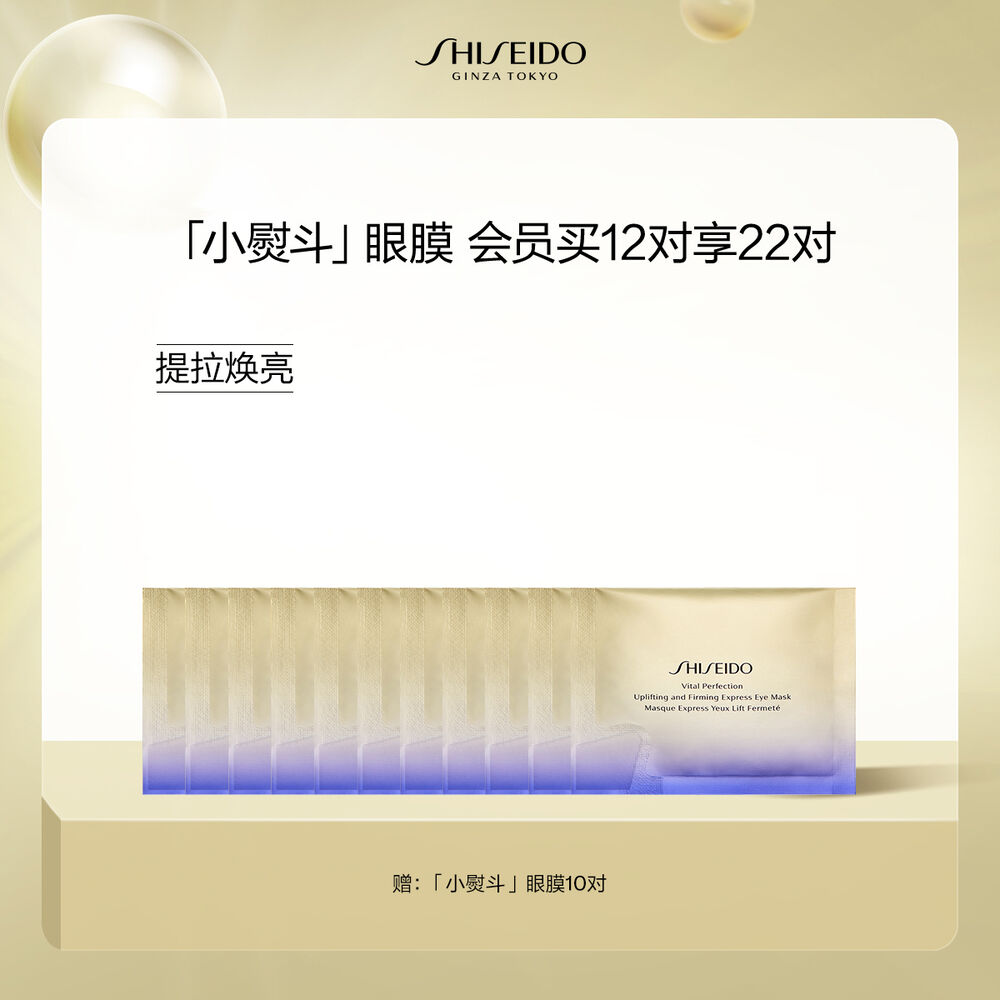 SHISEIDO
GINZA TOKYO
「小熨斗」眼膜 会员买12对享22对
提拉焕亮
SHISEIDO
Vital Perfection
Uplifting and Firming Express Eye Mask
Masque Express Yeux Lift Fermeté
赠:「小熨斗」眼膜10对